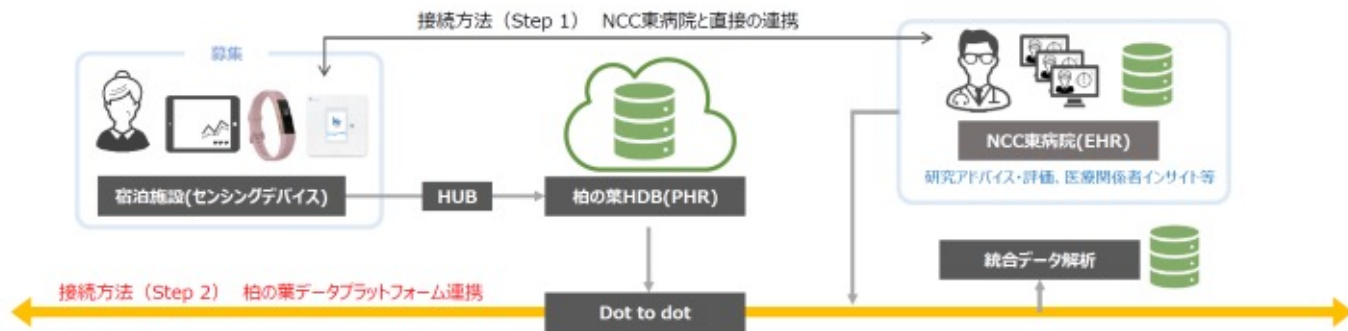 接続方法（Step 1）　NCC東病院と直接の連携
募集
宿泊施設(センシングデバイス)
HUB
柏の葉HDB(PHR)
NCC東病院(EHR)
研究アドバイス・評価、医療関係者インサイト等
統合データ解析
接続方法（Step 2）　柏の葉データプラットフォーム連携
Dot to dot